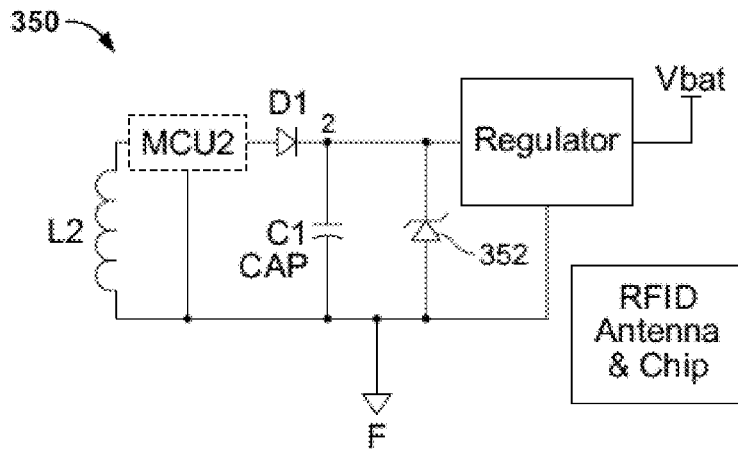 350
D1
2
Vbat
MCU2
Regulator
L2
C1
CAP
352
RFID
Antenna
& Chip
F